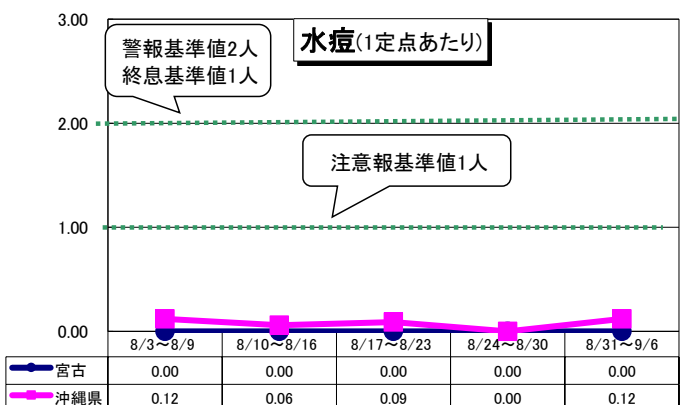 水痘(1定点あたり)
3.00
警報基準値2人
終息基準値1人
2.00
注意報基準値1人
1.00
0.00
8/3～8/9 8/10～8/16 8/17～8/23 8/24～8/30 8/31～9/6
宮古 0.00 0.00 0.00 0.00 0.00
沖縄県 0.12 0.06 0.09 0.00 0.12